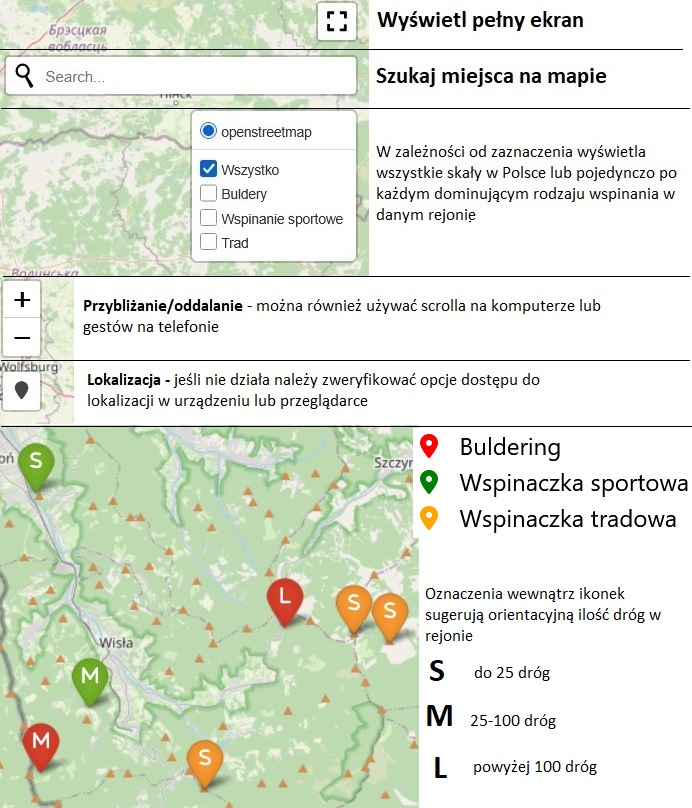 Брэсцкая
вобласць
Wyświetl pełny ekran
Search...
Szukaj miejsca na mapie
openstreetmap
Wszystko
Buldery
Wspinanie sportowe
Trad
W zależności od zaznaczenia wyświetla
wszystkie skały w Polsce lub pojedynczo po
każdym dominującym rodzaju wspinania w
danym rejonię
+
Przybliżanie/oddalanie - można również używać scrolla na komputerze lub
gestów na telefonie
−
Wolfsburg
Lokalizacja - jeśli nie działa należy zweryfikować opcje dostępu do
lokalizacji w urządzeniu lub przeglądarce
S
Szczyr
Buldering
Wspinaczka sportowa
Wspinaczka tradowa
L
S
S
Oznaczenia wewnątrz ikonek
sugerują orientacyjną ilość dróg w
rejonie
Wisła
M
S do 25 dróg
M 25-100 dróg
M
S
L powyżej 100 dróg